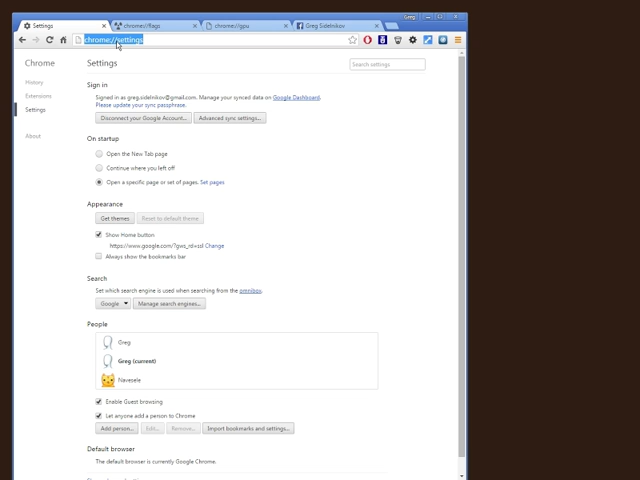 Greg
Settings
chrome://flags
chrome://gpu
Greg Sidelnikov
chrome://settings
Chrome
Settings
Search settings
History
Extensions
Settings
About
Sign in
Signed in as greg.sidelnikov@gmail.com. Manage your synced data on Google Dashboard.
Please update your sync passphrase.
Disconnect your Google Account...
Advanced sync settings...
On startup
Open the New Tab page
Continue where you left off
Open a specific page or set of pages. Set pages
Appearance
Get themes
Reset to default theme
Show Home button
https://www.google.com/?gws_rd=ssl Change
Always show the bookmarks bar
Search
Set which search engine is used when searching from the omnibox.
Google
Manage search engines...
People
Greg
Greg (current)
Navesele
Enable Guest browsing
Let anyone add a person to Chrome
Add person...
Edit...
Remove...
Import bookmarks and settings...
Default browser
The default browser is currently Google Chrome.